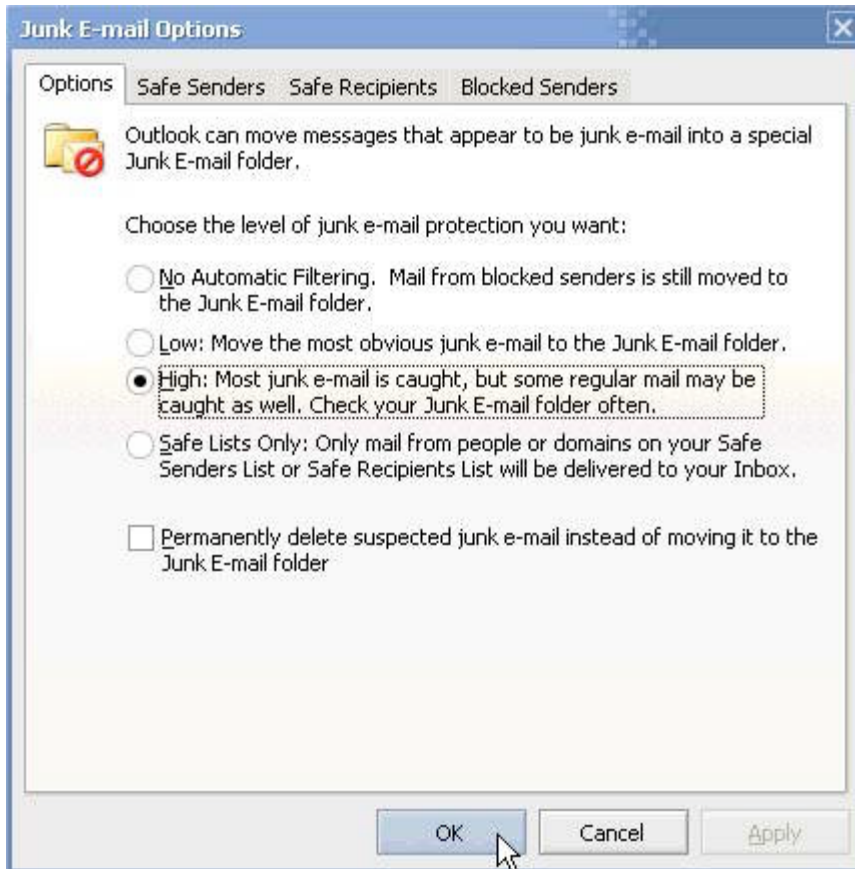 Junk E-mail Options
Options Safe Senders Safe Recipients Blocked Senders
Outlook can move messages that appear to be junk e-mail into a special
Junk E-mail folder.
Choose the level of junk e-mail protection you want:
No Automatic Filtering.  Mail from blocked senders is still moved to
the Junk E-mail folder.
Low: Move the most obvious junk e-mail to the Junk E-mail folder.
High: Most junk e-mail is caught, but some regular mail may be
caught as well. Check your Junk E-mail folder often.
Safe Lists Only: Only mail from people or domains on your Safe
Senders List or Safe Recipients List will be delivered to your Inbox.
Permanently delete suspected junk e-mail instead of moving it to the
Junk E-mail folder
OK Cancel Apply